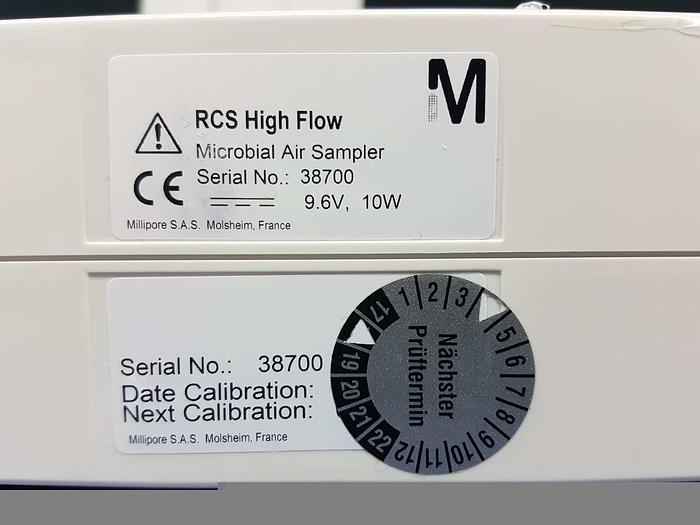 M
RCS High Flow
Microbial Air Sampler
CE Serial No.: 38700
9.6V, 10W
Millipore S.A.S. Molsheim, France
Serial No.: 38700
Date Calibration:
Next Calibration:
Millipore S.A.S. Molsheim, France
Nächster
Prüftermin
1 2 3 5 6 7 8 9 10 11 12
17 19 20 21 22